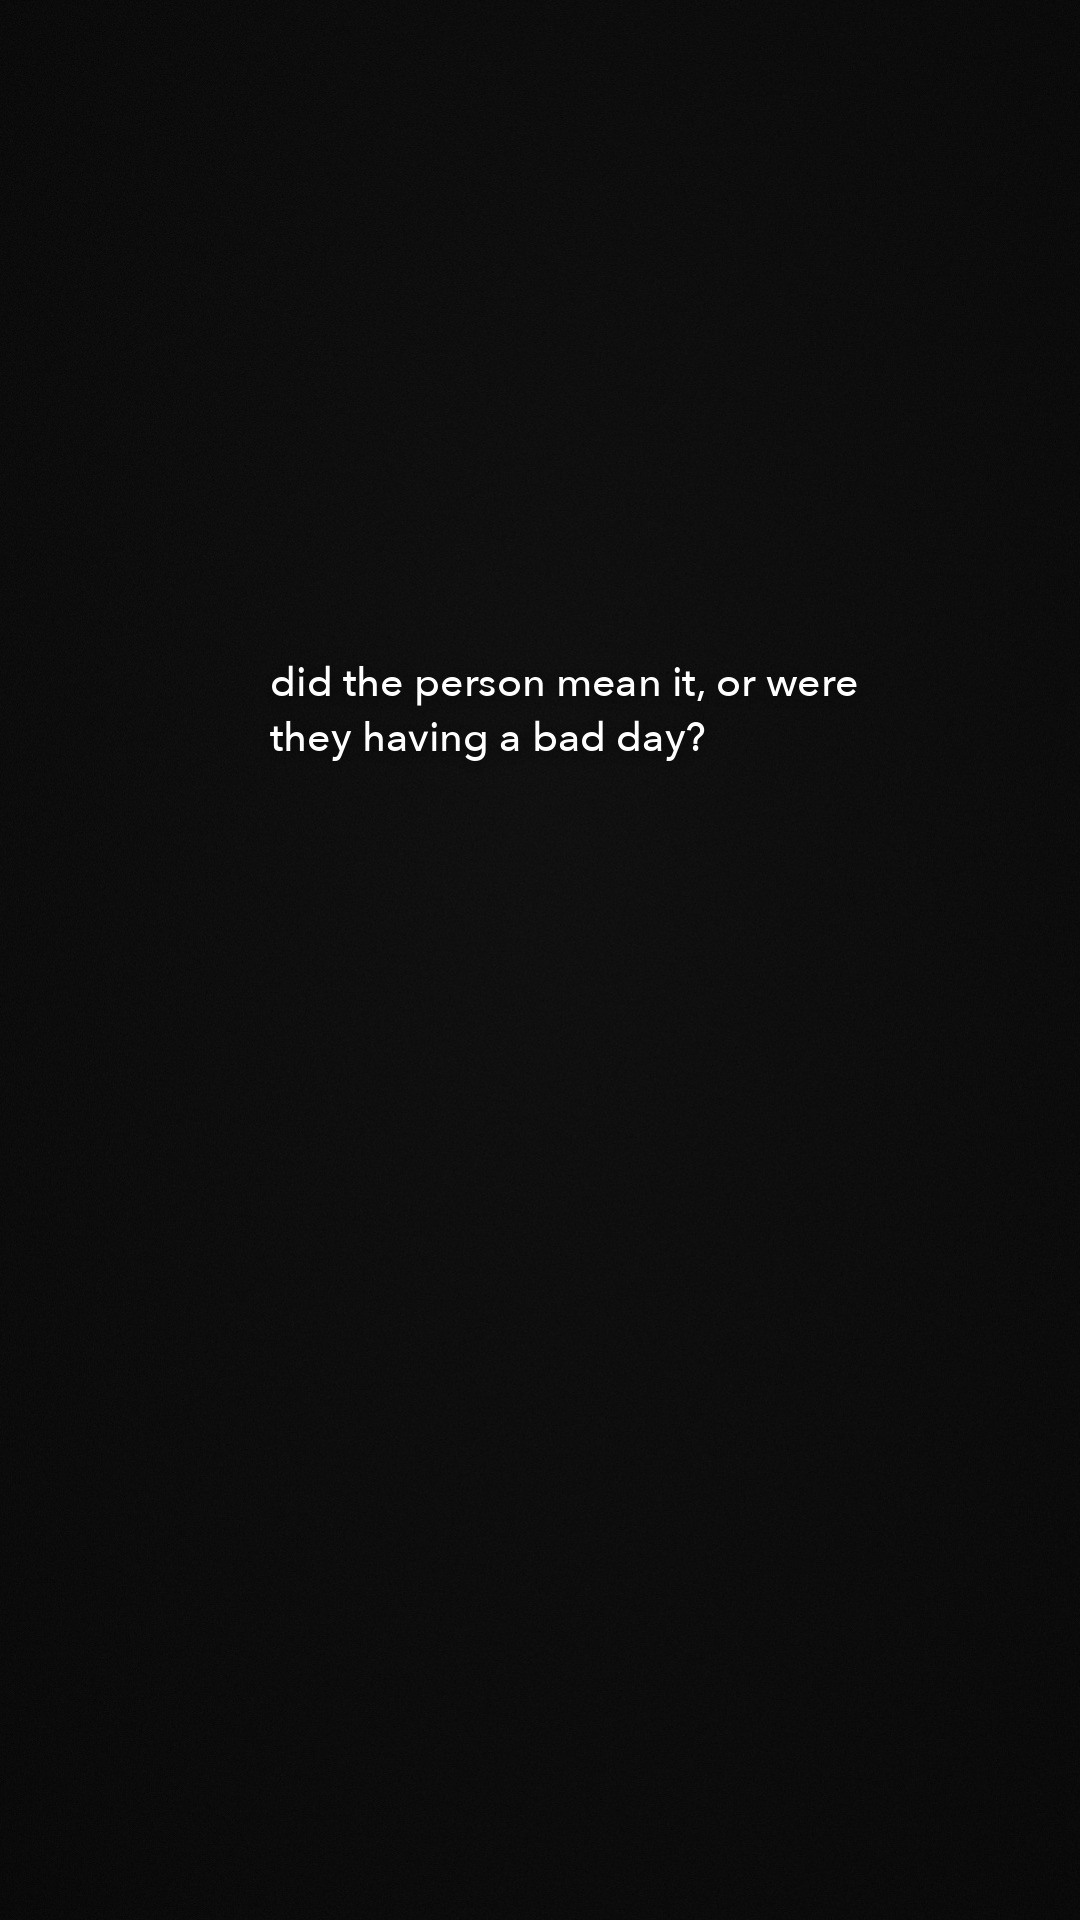 did the person mean it, or were
they having a bad day?